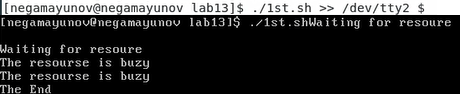 [negamayunov@negamayunov lab13]$ ./1st.sh >> /dev/tty2 $
[negamayunov@negamayunov lab13]$ ./1st.shWaiting for resoure
Waiting for resoure
The resourse is buzy
The resourse is buzy
The End